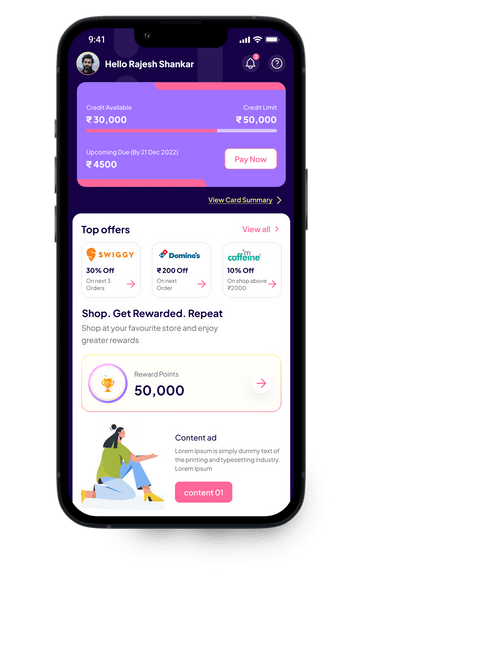 9:41
Hello Rajesh Shankar
2
Credit Available
Credit Limit
₹ 30,000
₹ 50,000
Upcoming Due (By 21 Dec 2022)
₹ 4500
Pay Now
View Card Summary
Top offers
View all
SWIGGY
Domino's
I'm caffeine
30% Off
₹ 200 Off
10% Off
On next 3
Orders
On next
Order
On shop above
₹2000
Shop. Get Rewarded. Repeat
Shop at your favourite store and enjoy
greater rewards
Reward Points
50,000
Content ad
Lorem Ipsum is simply dummy text of
the printing and typesetting industry.
Lorem Ipsum
content 01